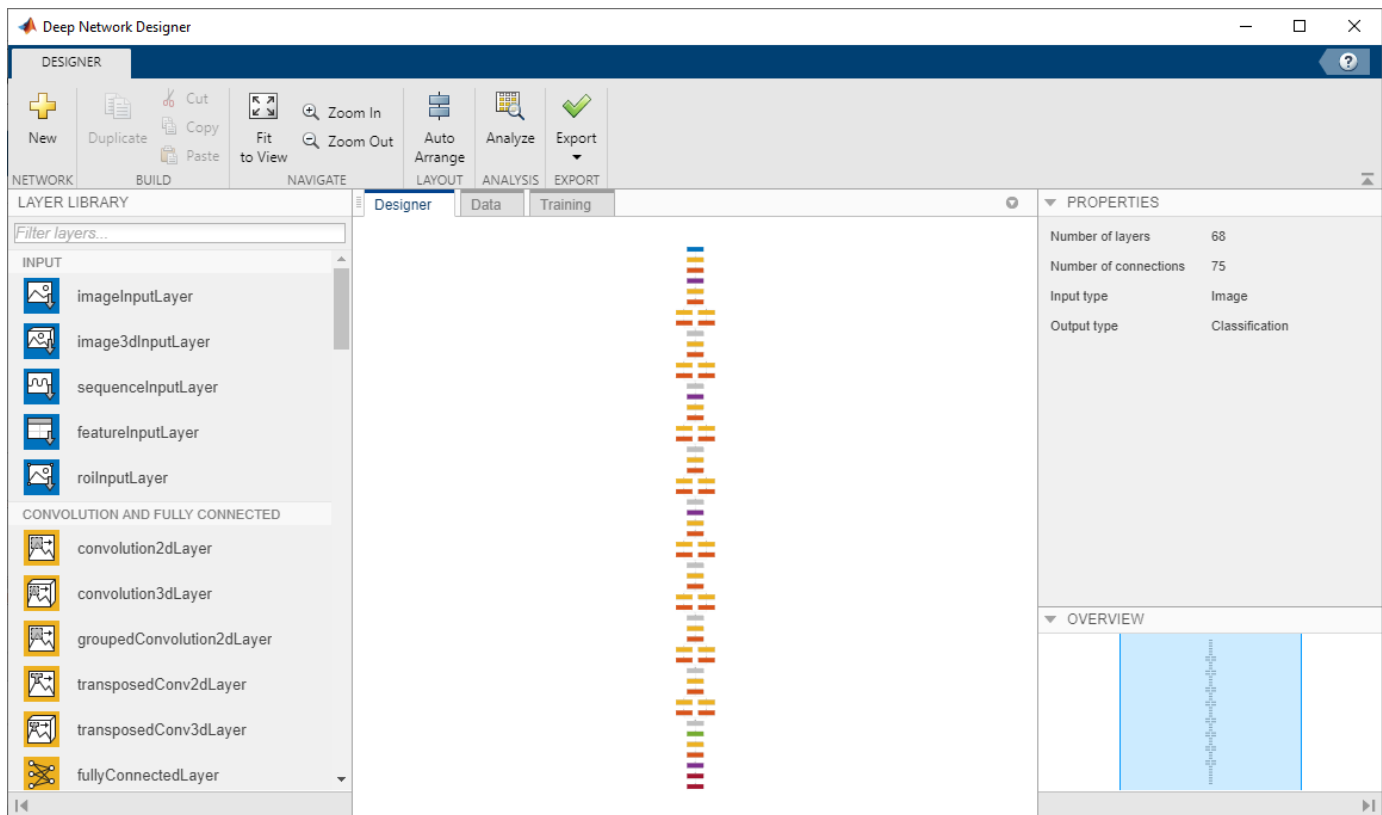 Deep Network Designer
DESIGNER
New
Duplicate
Cut
Copy
Paste
Fit
to View
Zoom In
Zoom Out
Auto
Arrange
Analyze
Export
NETWORK BUILD NAVIGATE LAYOUT ANALYSIS EXPORT
LAYER LIBRARY
Filter layers...
INPUT
imageInputLayer
image3dInputLayer
sequenceInputLayer
featureInputLayer
roiInputLayer
CONVOLUTION AND FULLY CONNECTED
convolution2dLayer
convolution3dLayer
groupedConvolution2dLayer
transposedConv2dLayer
transposedConv3dLayer
fullyConnectedLayer
Designer Data Training
PROPERTIES
Number of layers 68
Number of connections 75
Input type Image
Output type Classification
OVERVIEW